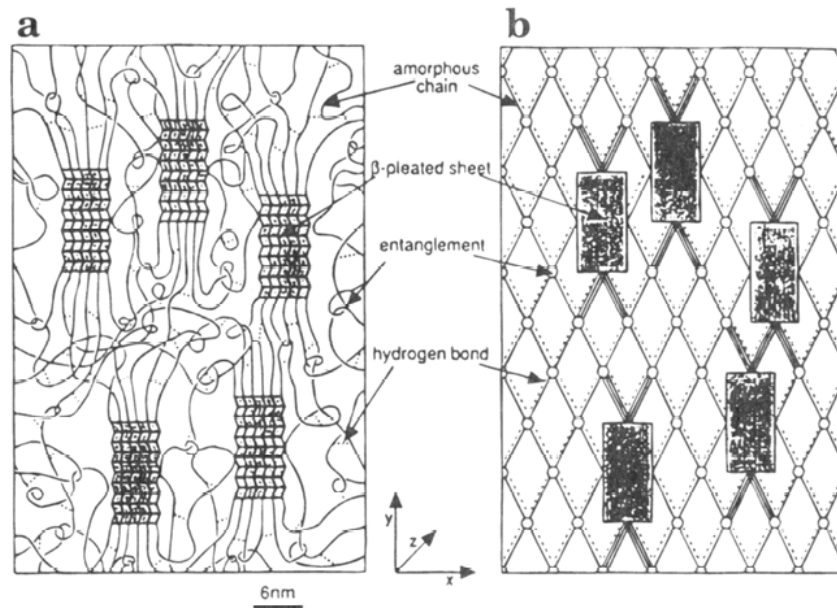 a
b
amorphous
chain
β-pleated sheet
entanglement
hydrogen bond
y
z
x
6nm